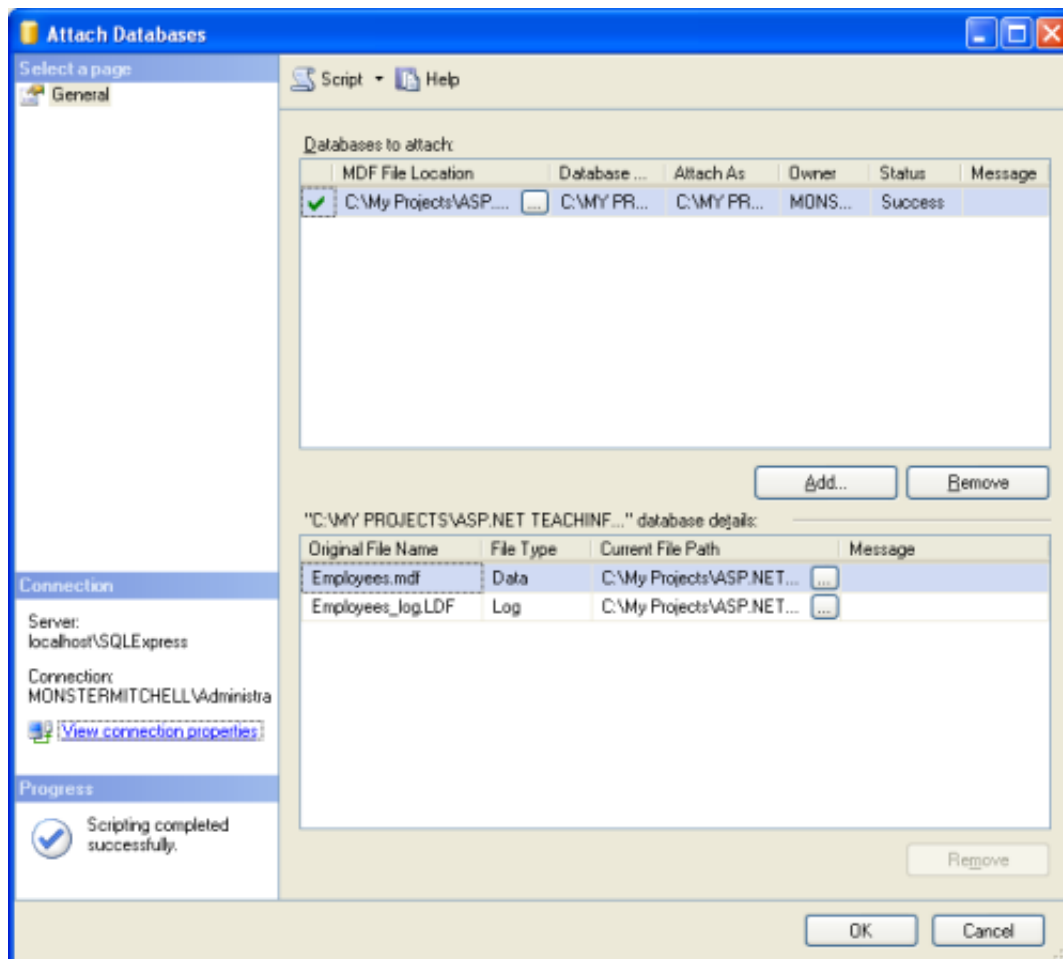 Attach Databases
Select a page
General
Script Help
Databases to attach:
MDF File Location Database ... Attach As Owner Status Message
C:\My Projects\ASP.... ... C:\MY PR... C:\MY PR... MONS... Success
Add... Remove
"C:\MY PROJECTS\ASP.NET TEACHINF..." database details:
Original File Name File Type Current File Path Message
Employees.mdf Data C:\My Projects\ASP.NET... ...
Employees_log.LDF Log C:\My Projects\ASP.NET... ...
Connection
Server:
localhost\SQLExpress
Connection:
MONSTERMITCHELL\Administra
View connection properties
Progress
Scripting completed
successfully.
Remove
OK Cancel